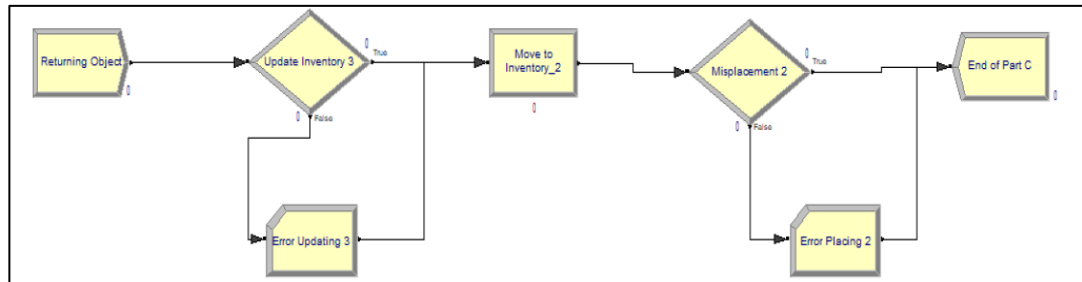 Returning Object
0
Update Inventory 3
0
True
0
False
Error Updating 3
Move to
Inventory_2
0
Misplacement 2
0
True
0
False
Error Placing 2
End of Part C
0